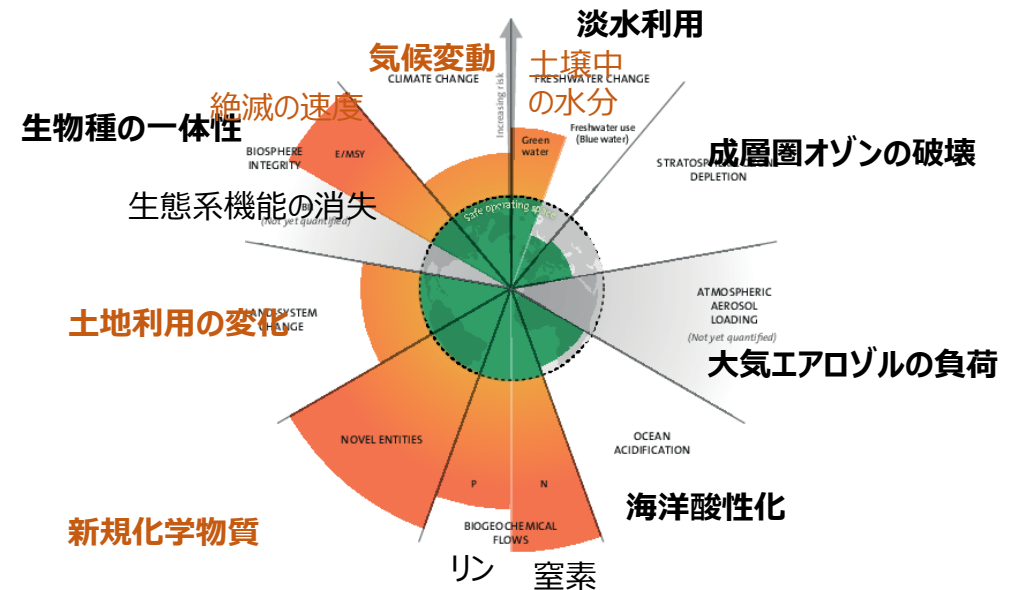 淡水利用
気候変動
CLIMATE CHANGE
Increasing risk
土壌中
の水分
FRESHWATER CHANGE
Freshwater use
(Blue water)
Green
water
絶滅の速度
生物種の一体性
BIOSPHERE
INTEGRITY
E/MSY
生態系機能の消失
(Not yet quantified)
Safe operating space
成層圏オゾンの破壊
DEPLETION
ATMOSPHERIC
AEROSOL
LOADING
(Not yet quantified)
大気エアロゾルの負荷
土地利用の変化
LAND-SYSTEM
CHANGE
NOVEL ENTITIES
新規化学物質
OCEAN
ACIDIFICATION
海洋酸性化
P
N
BIOGEOCHEMICAL
FLOWS
リン
窒素